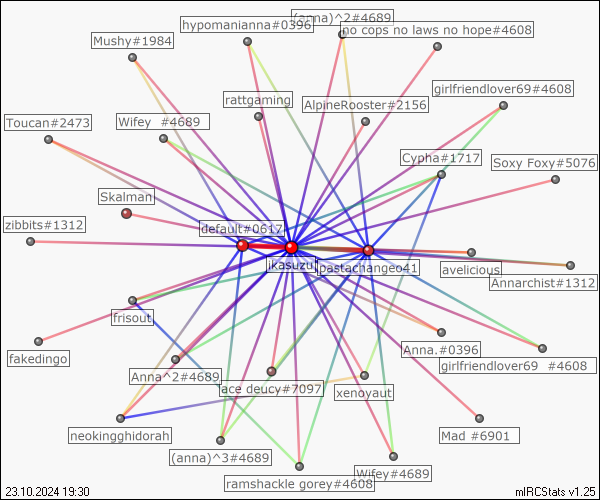 (anna)^2#4689
hypomanianna#0396
no cops no laws no hope#4608
Mushy#1984
girlfriendlover69#4608
rattgaming
AlpineRooster#2156
Toucan#2473
Wifey #4689
Cypha#1717
Soxy Foxy#5076
Skalman
zibbits#1312
default#0617
ikasuzu
pastachangeo41
avelicious
Annarchist#1312
frisout
Anna.#0396
fakedingo
girlfriendlover69 #4608
Anna^2#4689
ace deucy#7097
xenoyaut
neokingghidorah
Mad #6901
(anna)^3#4689
Wifey#4689
ramshackle gorey#4608
23.10.2024 19:30
mIRCStats v1.25